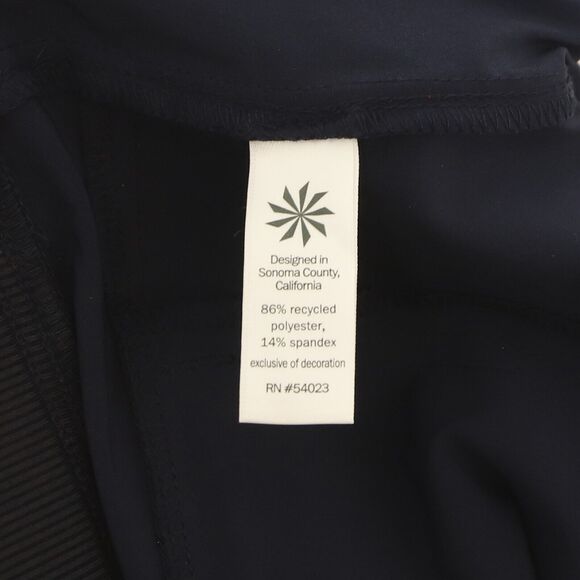 Designed in
Sonoma County,
California
86% recycled
polyester,
14% spandex
exclusive of decoration
RN #54023